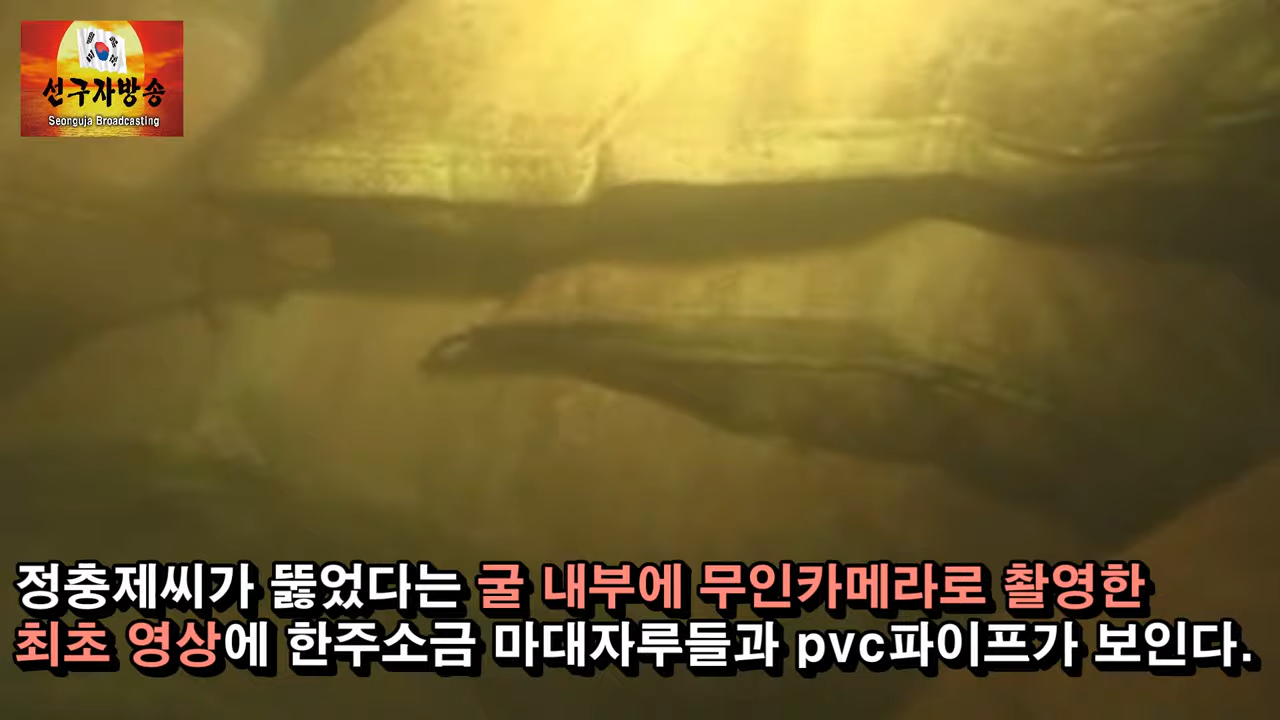 선구자방송
Seonguja Broadcasting
정충제씨가 뚫었다는 굴 내부에 무인카메라로 촬영한
최초 영상에 한주소금 마대자루들과 pvc파이프가 보인다.